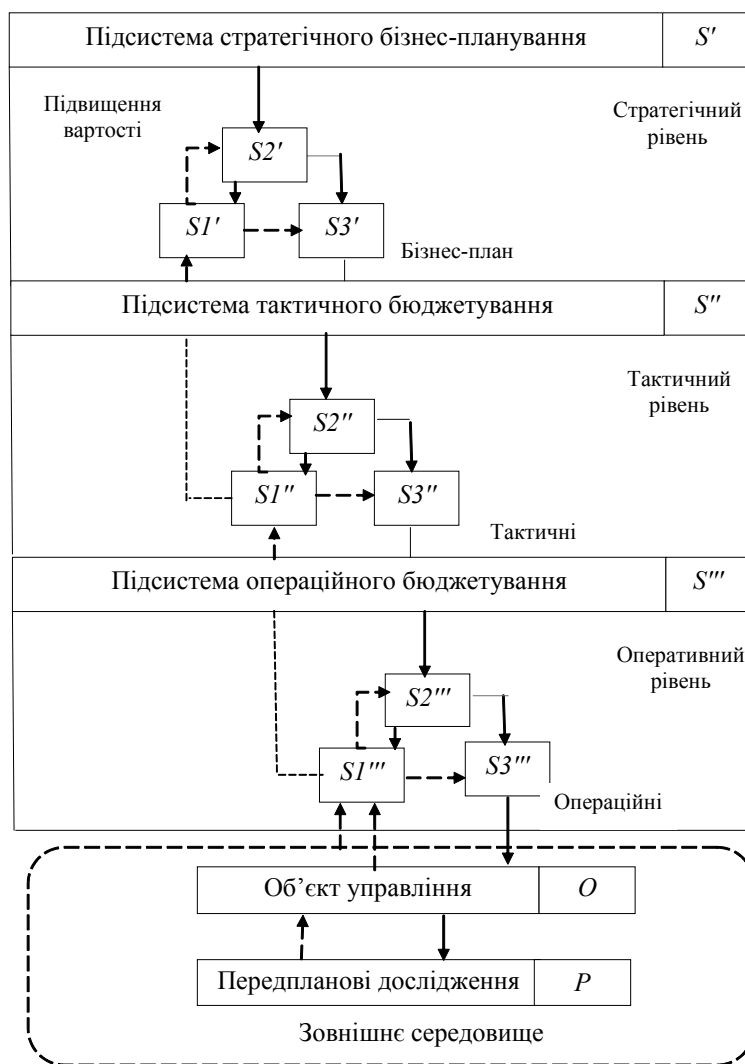 Підсистема стратегічного бізнес-планування S′
Підвищення
вартості
Стратегічний
рівень
S2′
S1′ S3′
Бізнес-план
Підсистема тактичного бюджетування S″
Тактичний
рівень
S2″
S1″ S3″
Тактичні
Підсистема операційного бюджетування S‴
Оперативний
рівень
S2‴
S1‴ S3‴
Операційні
Об’єкт управління O
Передпланові дослідження P
Зовнішнє середовище